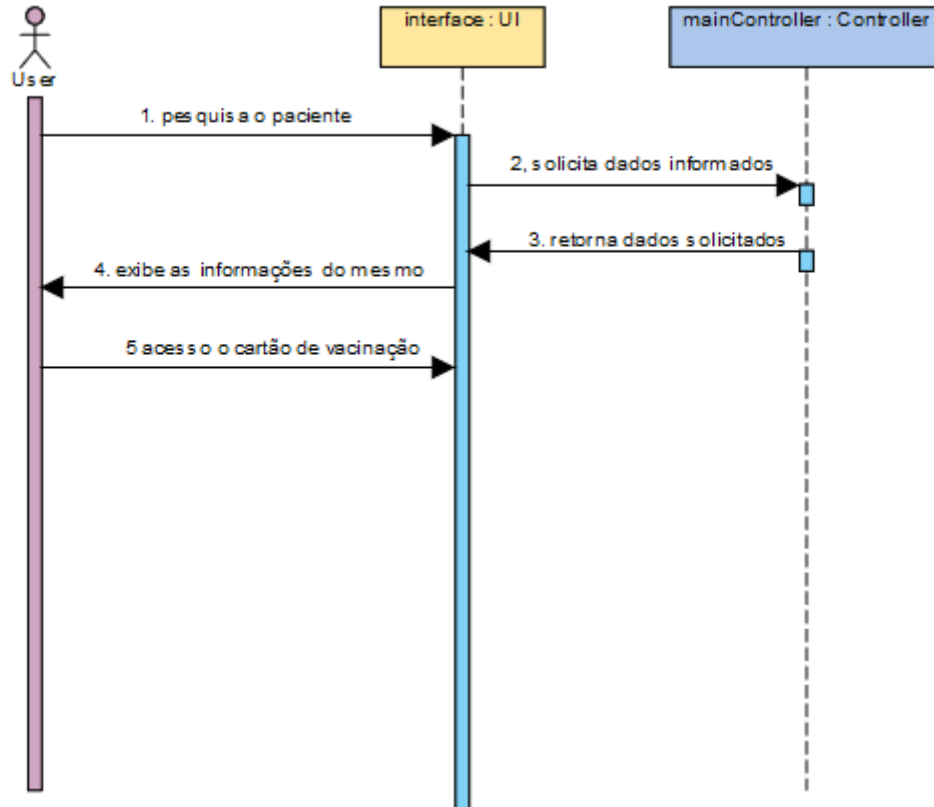 interface : UI
mainController : Controller
User
1. pesquisa o paciente
2, solicita dados informados
3. retorna dados solicitados
4. exibe as informações do mesmo
5 acesso o cartão de vacinação